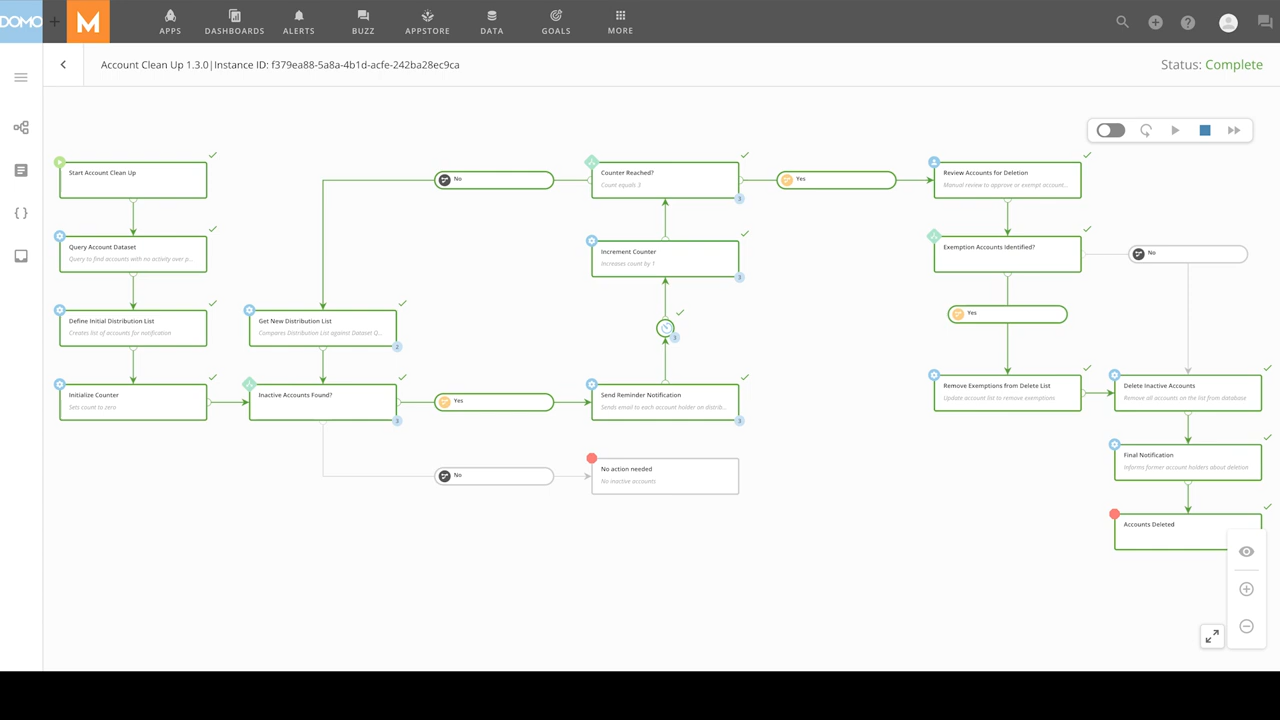 DOMO
M
APPS
DASHBOARDS
ALERTS
BUZZ
APPSTORE
DATA
GOALS
MORE
Account Clean Up 1.3.0|Instance ID: f379ea88-5a8a-4b1d-acfe-242ba28ec9ca
Status: Complete
Start Account Clean Up
Query Account Dataset
Query to find accounts with no activity over p...
Define Initial Distribution List
Creates list of accounts for notification
Initialize Counter
Sets count to zero
Get New Distribution List
Compares Distribution List against Dataset Q...
2
Inactive Accounts Found?
3
No
Yes
No
Counter Reached?
Count equals 3
3
Increment Counter
Increases count by 1
3
3
Send Reminder Notification
Sends email to each account holder on distrib...
3
No action needed
No inactive accounts
Yes
Review Accounts for Deletion
Manual review to approve or exempt account...
Exemption Accounts Identified?
No
Yes
Remove Exemptions from Delete List
Update account list to remove exemptions
Delete Inactive Accounts
Remove all accounts on the list from database
Final Notification
Informs former account holders about deletion
Accounts Deleted